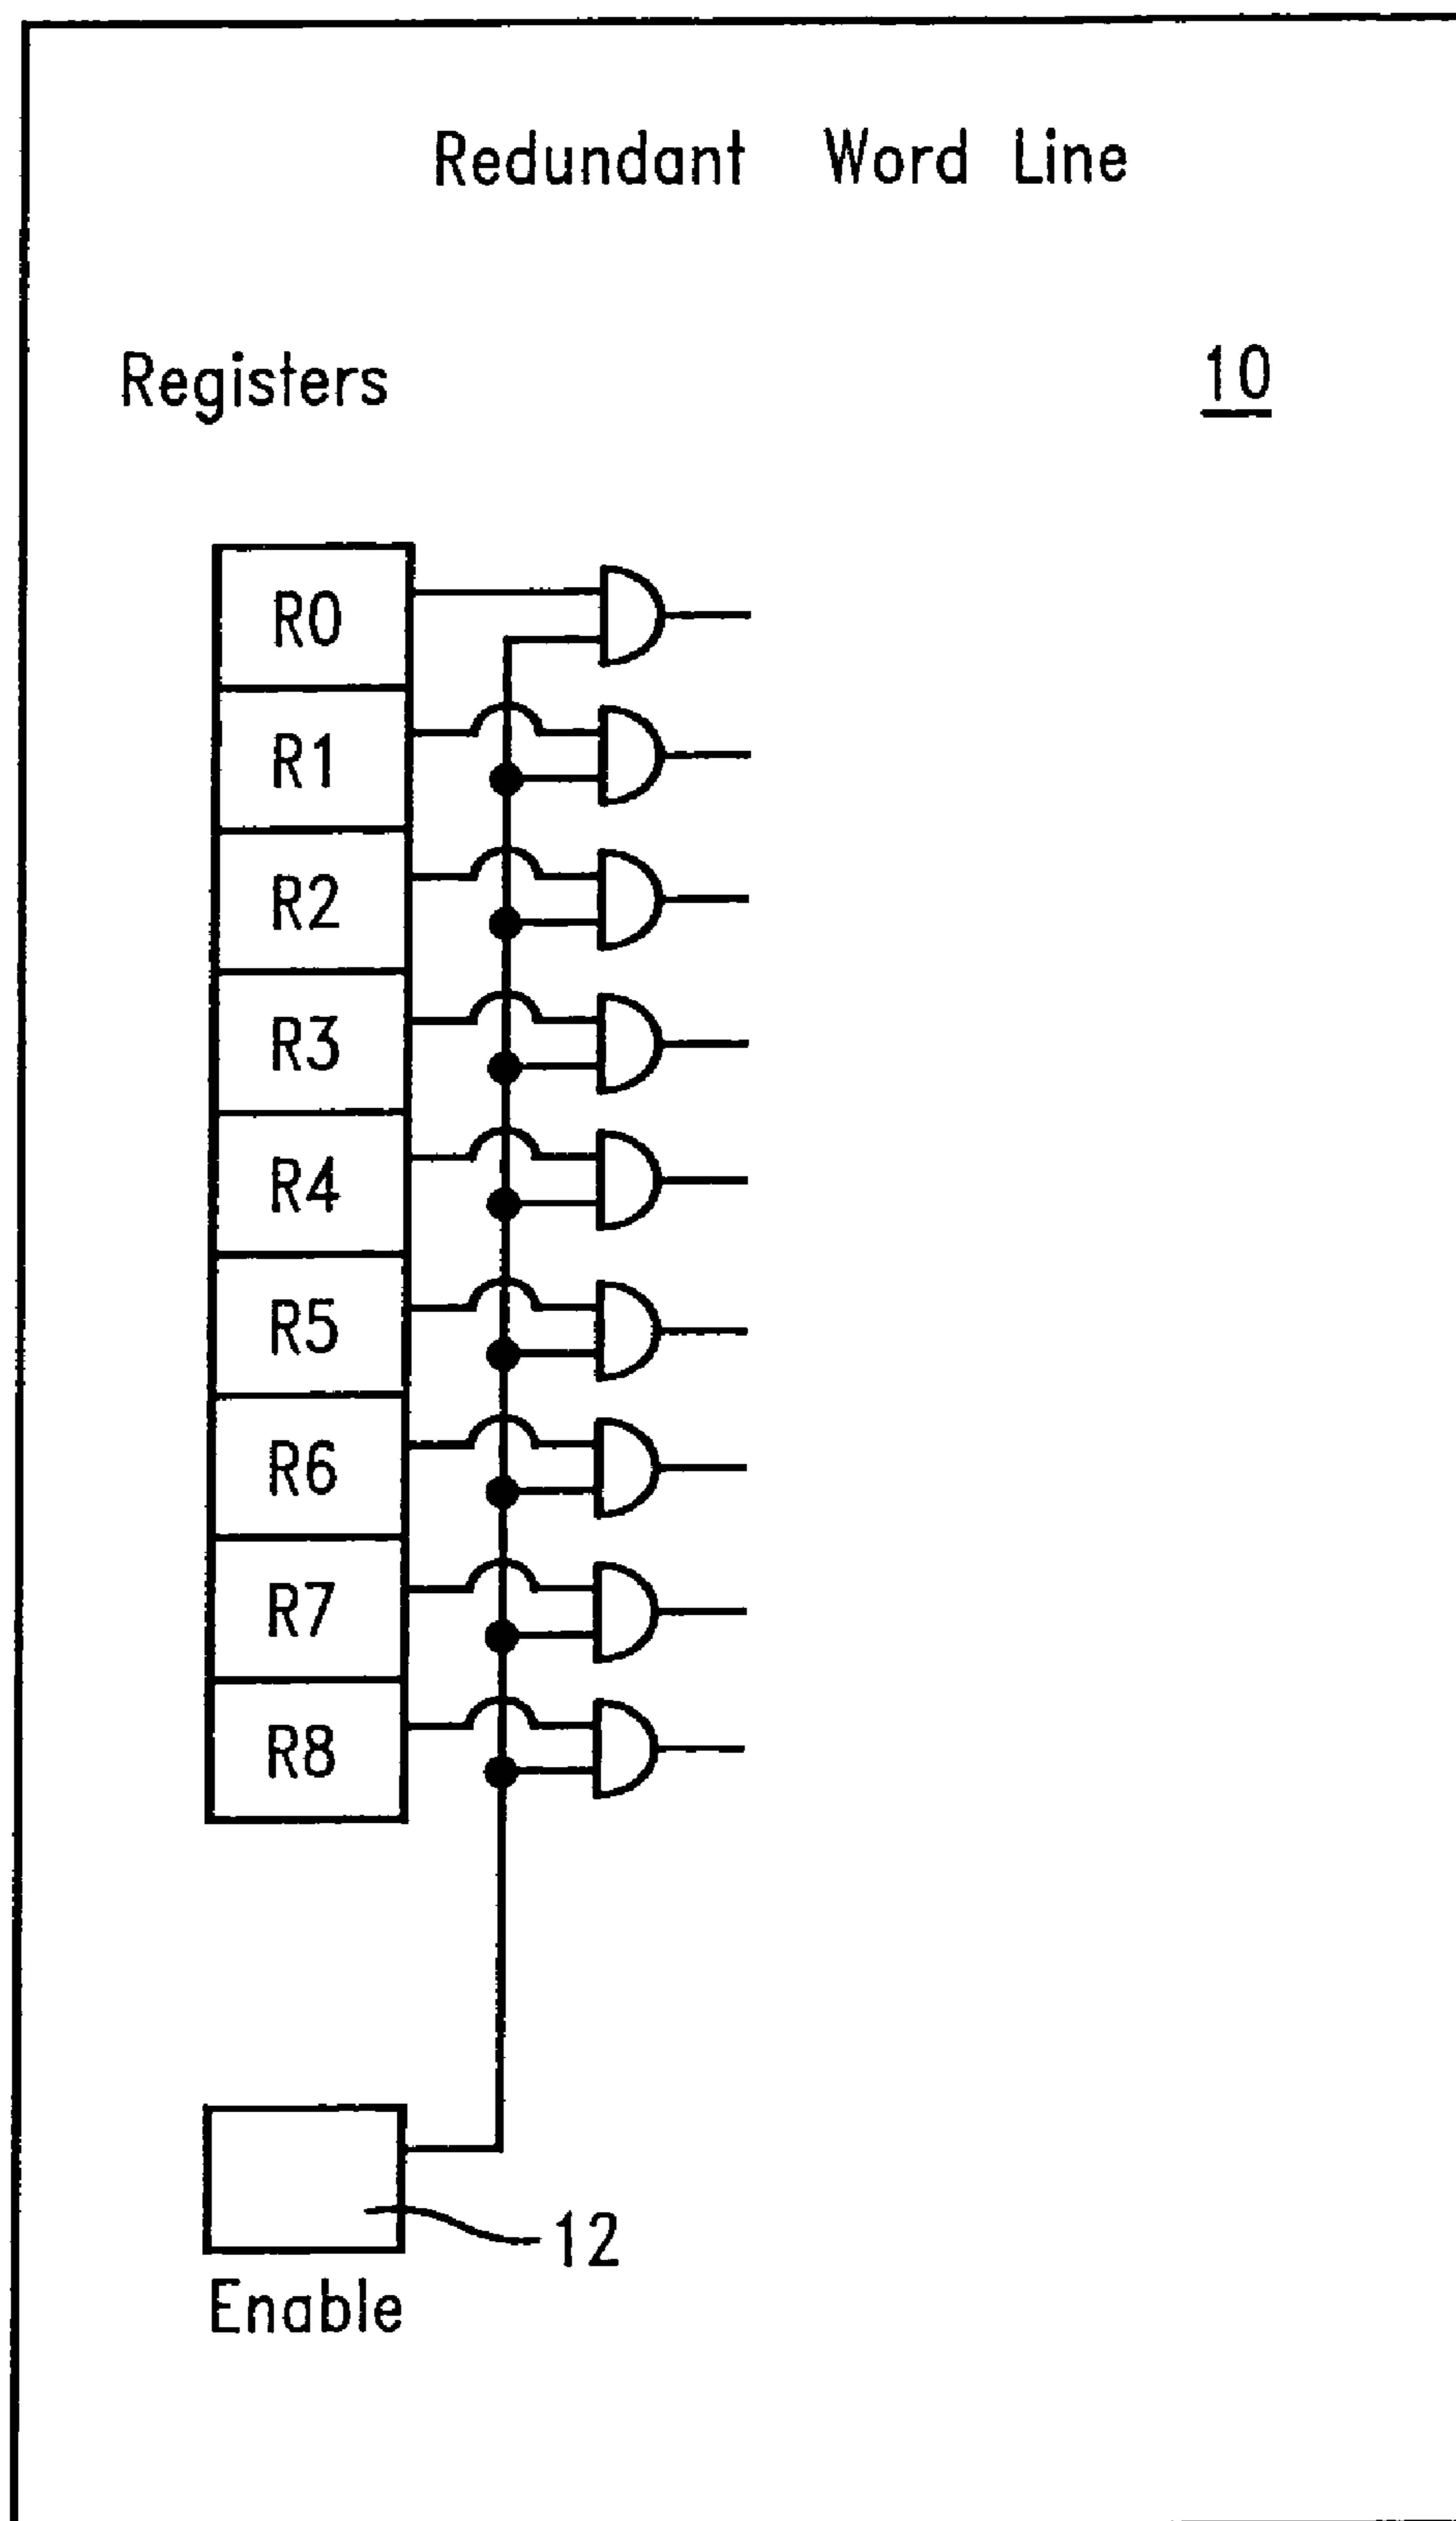 Redundant Word Line
Registers
10
R0
R1
R2
R3
R4
R5
R6
R7
R8
12
Enable